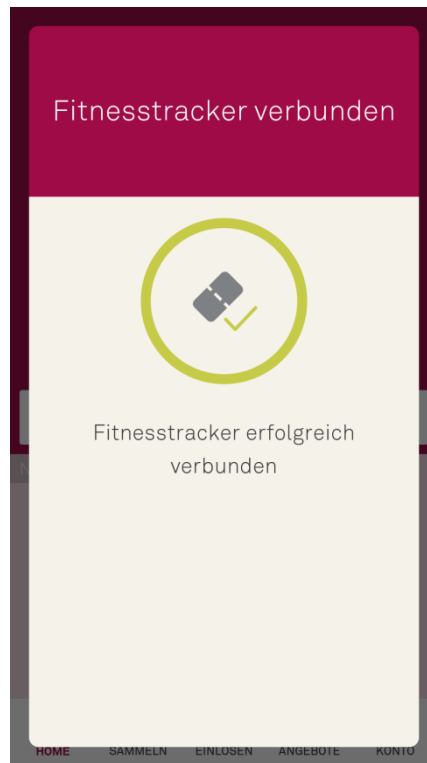 Fitnesstracker verbunden
Fitnesstracker erfolgreich
verbunden
N
HOME SAMMELN EINLOSEN ANGEBOTE KONTO